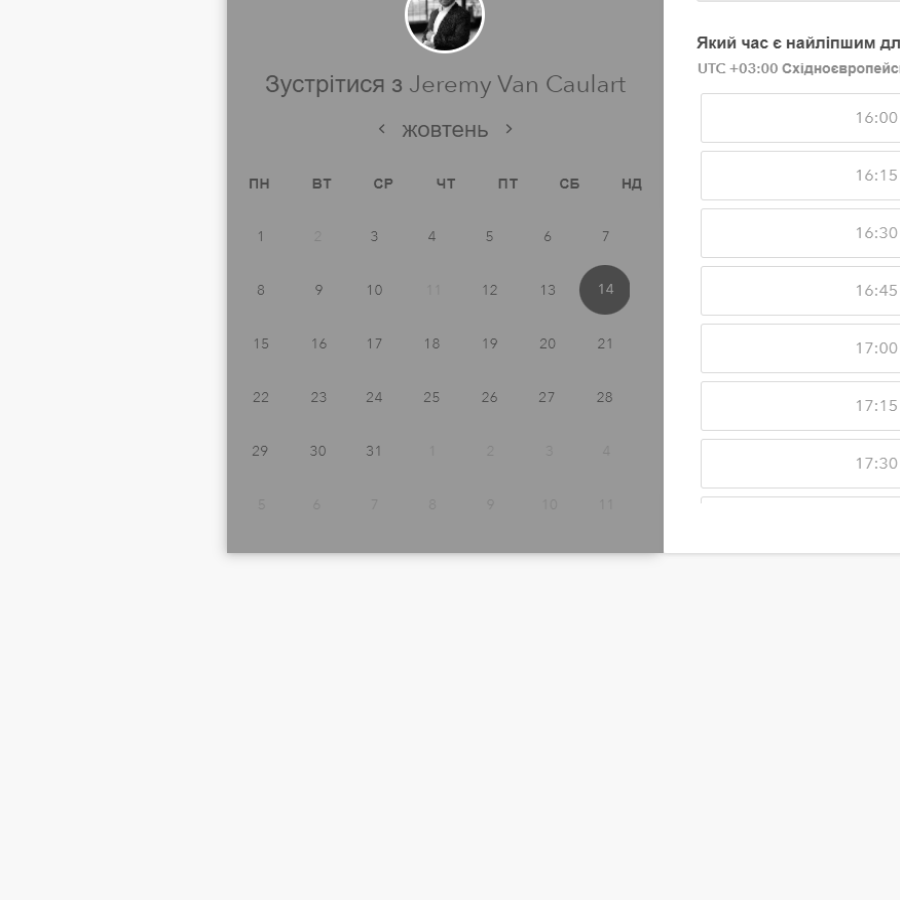 Зустрітися з Jeremy Van Caulart
жовтень
ПН ВТ СР ЧТ ПТ СБ НД
1 2 3 4 5 6 7
8 9 10 11 12 13 14
15 16 17 18 19 20 21
22 23 24 25 26 27 28
29 30 31 1 2 3 4
5 6 7 8 9 10 11
Який час є найліпшим дл
UTC +03:00 Східноєвропейс
16:00
16:15
16:30
16:45
17:00
17:15
17:30